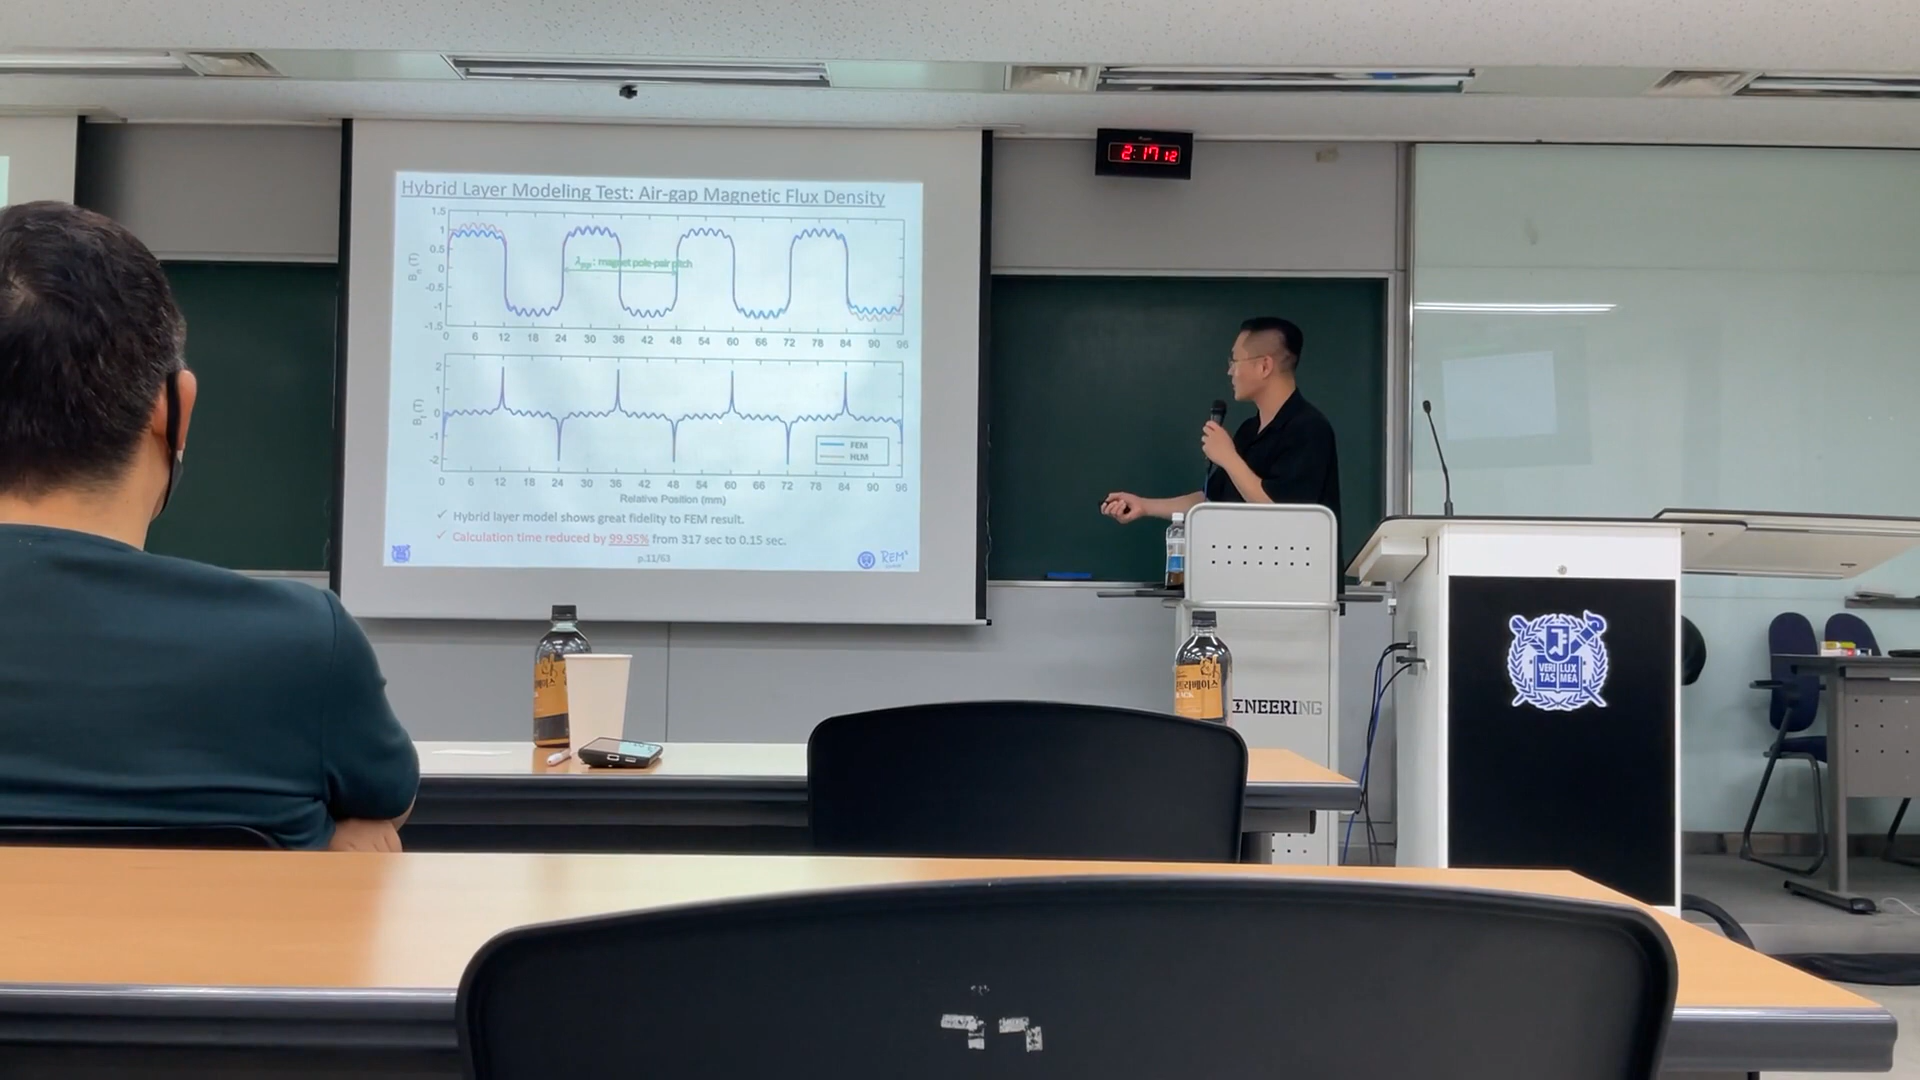 2:17 12
Hybrid Layer Modeling Test: Air-gap Magnetic Flux Density
1.5
1
0.5
0
-0.5
-1
-1.5
Bn (T)
λpp: magnet pole-pair pitch
0 6 12 18 24 30 36 42 48 54 60 66 72 78 84 90 96
2
1
0
-1
-2
Bt (T)
FEM
HLM
0 6 12 18 24 30 36 42 48 54 60 66 72 78 84 90 96
Relative Position (mm)
✓ Hybrid layer model shows great fidelity to FEM result.
✓ Calculation time reduced by 99.95% from 317 sec to 0.15 sec.
p.11/63
REM
NEERING
VERI LUX
TAS MEA